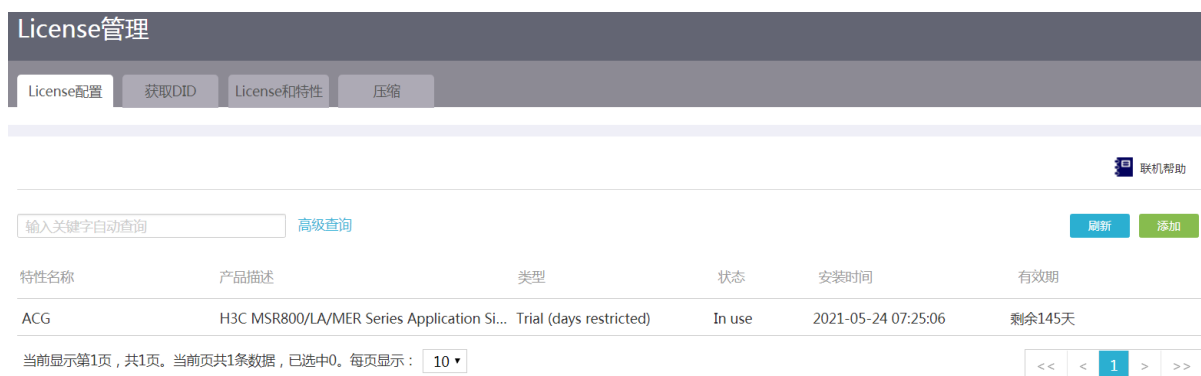 License管理
License配置 获取DID License和特性 压缩
联机帮助
输入关键字自动查询 高级查询 刷新 添加
特性名称 产品描述 类型 状态 安装时间 有效期
ACG H3C MSR800/LA/MER Series Application Si... Trial (days restricted) In use 2021-05-24 07:25:06 剩余145天
当前显示第1页，共1页。当前页共1条数据，已选中0。每页显示： 10 << < 1 > >>